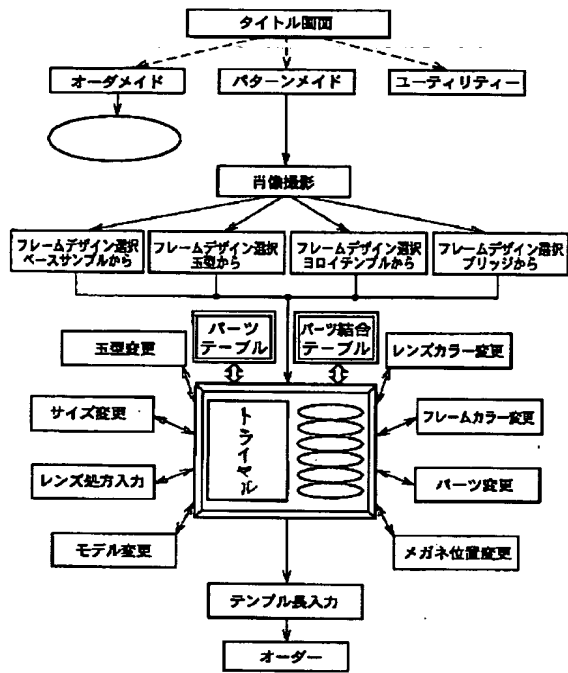 タイトル画面
オーダメイド
パターンメイド
ユーティリティー
肖像撮影
フレームデザイン選択
ベースサンプルから
フレームデザイン選択
玉型から
フレームデザイン選択
ヨロイテンプルから
フレームデザイン選択
ブリッジから
パーツ
テーブル
パーツ結合
テーブル
玉型変更
レンズカラー変更
サイズ変更
トライヤル
フレームカラー変更
レンズ処方入力
パーツ変更
モデル変更
メガネ位置変更
テンプル長入力
オーダー